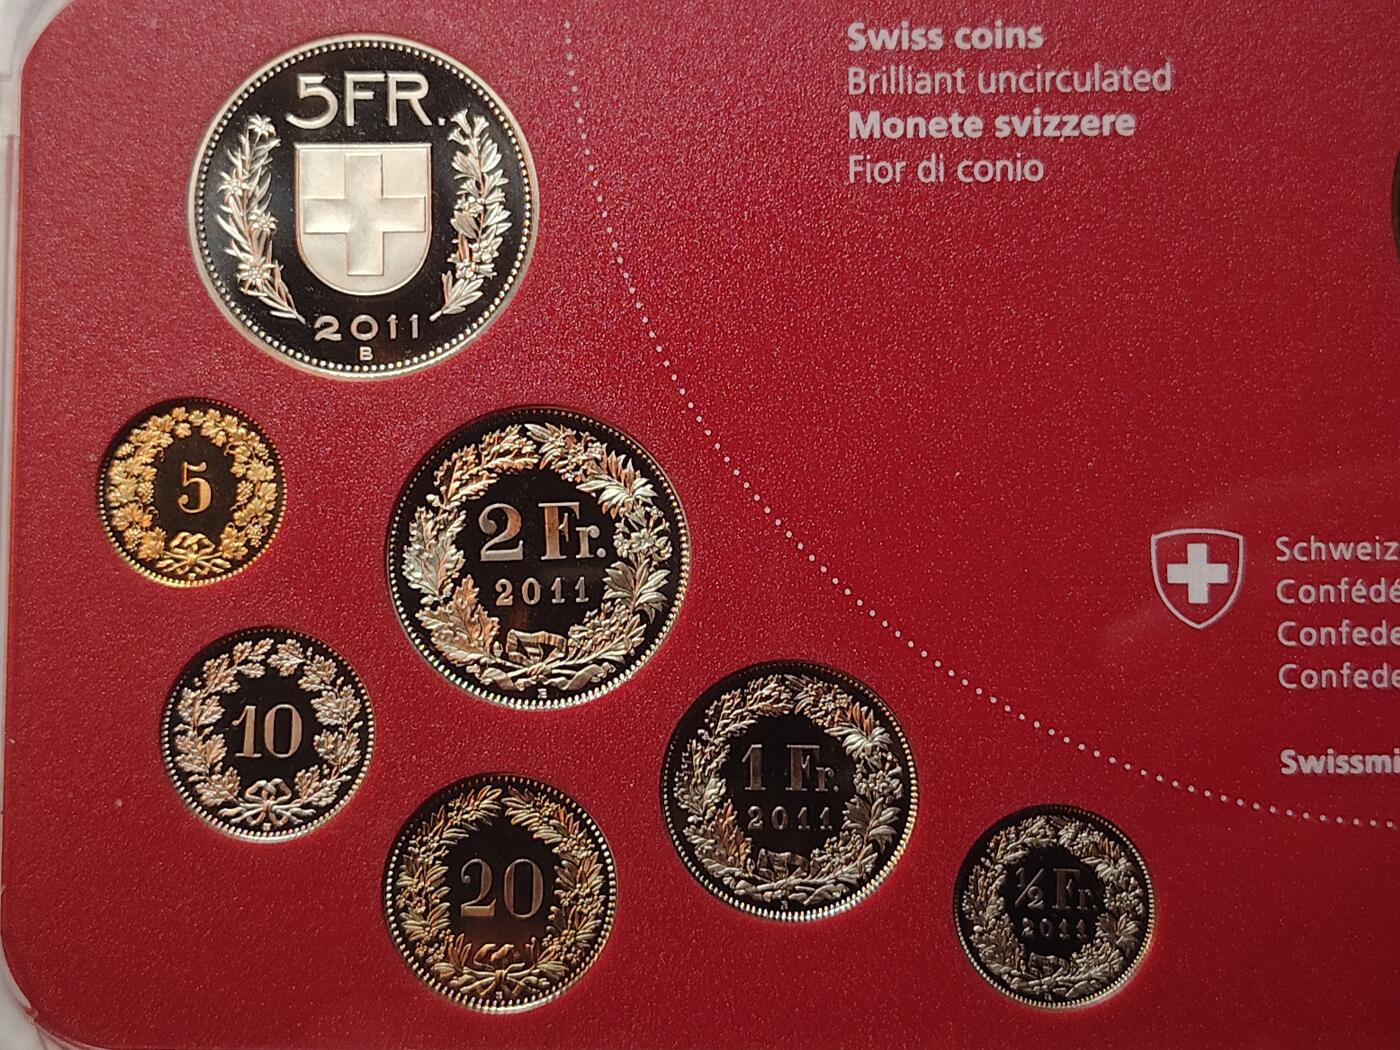 Swiss coins
Brilliant uncirculated
Monete svizzere
Fior di conio
5FR.
2011
B
5
2 Fr.
2011
10
20
1 Fr.
2011
½ Fr.
2011
Schweiz